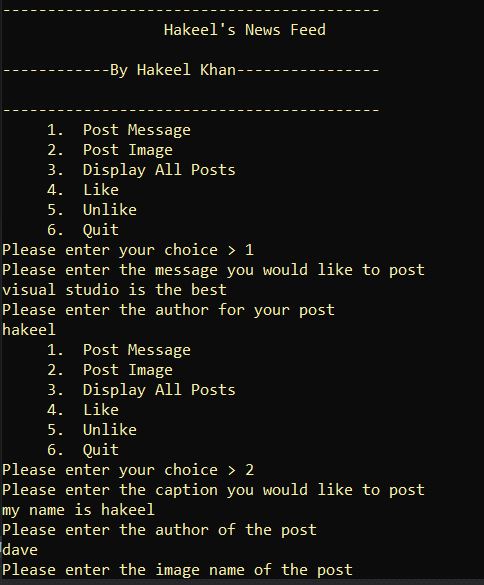 ------------------------------------------
Hakeel's News Feed
------------By Hakeel Khan----------------
------------------------------------------
1. Post Message
2. Post Image
3. Display All Posts
4. Like
5. Unlike
6. Quit
Please enter your choice > 1
Please enter the message you would like to post
visual studio is the best
Please enter the author for your post
hakeel
1. Post Message
2. Post Image
3. Display All Posts
4. Like
5. Unlike
6. Quit
Please enter your choice > 2
Please enter the caption you would like to post
my name is hakeel
Please enter the author of the post
dave
Please enter the image name of the post